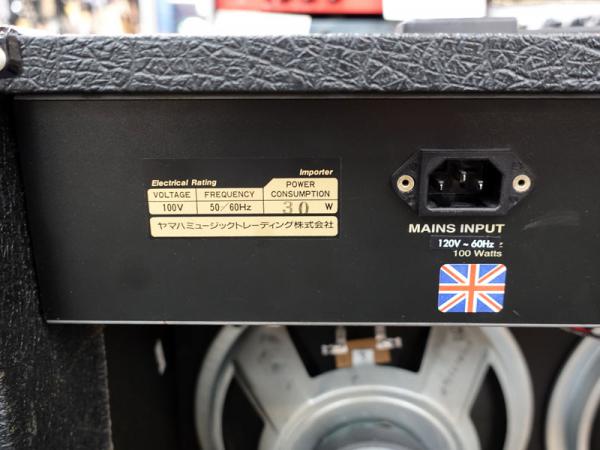 Electrical Rating Importer
VOLTAGE FREQUENCY POWER CONSUMPTION
100V 50/60Hz 30 W
ヤマハミュージックトレーディング株式会社
MAINS INPUT
120V~60Hz
100 Watts